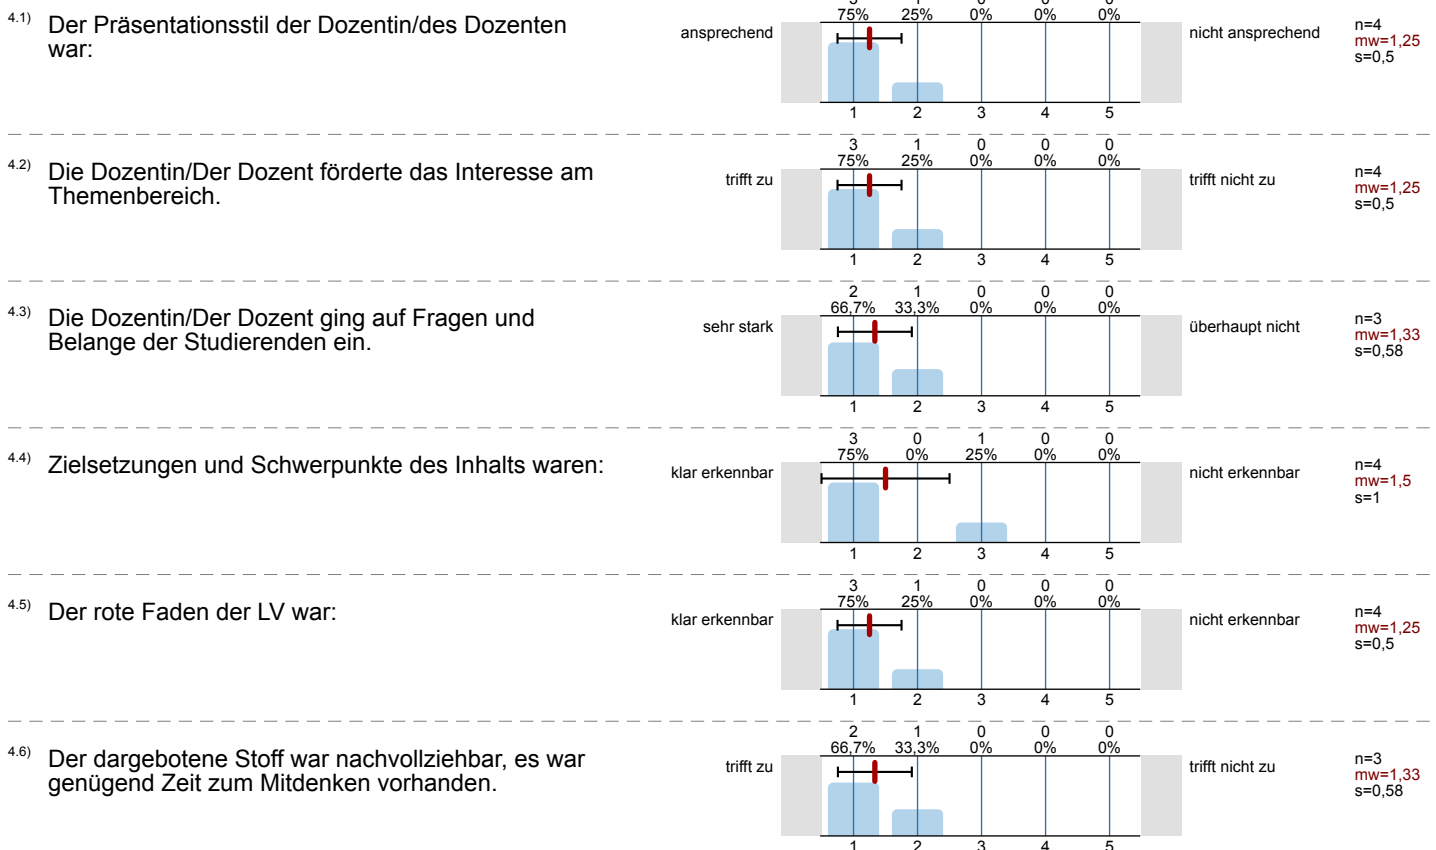 4.1) Der Präsentationsstil der Dozentin/des Dozenten
war:
ansprechend
75% 25% 0% 0% 0%
1 2 3 4 5
nicht ansprechend
n=4
mw=1,25
s=0,5
4.2) Die Dozentin/Der Dozent förderte das Interesse am
Themenbereich.
trifft zu
3 1 0 0 0
75% 25% 0% 0% 0%
1 2 3 4 5
trifft nicht zu
n=4
mw=1,25
s=0,5
4.3) Die Dozentin/Der Dozent ging auf Fragen und
Belange der Studierenden ein.
sehr stark
2 1 0 0 0
66,7% 33,3% 0% 0% 0%
1 2 3 4 5
überhaupt nicht
n=3
mw=1,33
s=0,58
4.4) Zielsetzungen und Schwerpunkte des Inhalts waren:
klar erkennbar
3 0 1 0 0
75% 0% 25% 0% 0%
1 2 3 4 5
nicht erkennbar
n=4
mw=1,5
s=1
4.5) Der rote Faden der LV war:
klar erkennbar
3 1 0 0 0
75% 25% 0% 0% 0%
1 2 3 4 5
nicht erkennbar
n=4
mw=1,25
s=0,5
4.6) Der dargebotene Stoff war nachvollziehbar, es war
genügend Zeit zum Mitdenken vorhanden.
trifft zu
2 1 0 0 0
66,7% 33,3% 0% 0% 0%
1 2 3 4 5
trifft nicht zu
n=3
mw=1,33
s=0,58